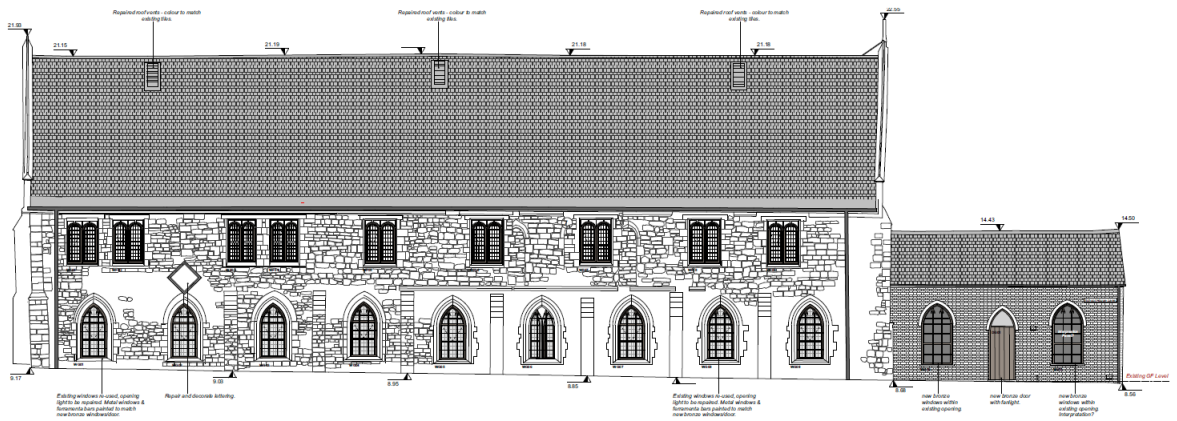 Repaired roof vents - colour to match
existing tiles.
Repaired roof vents - colour to match
existing tiles.
Repaired roof vents - colour to match
existing tiles.
21.93
21.15
21.19
21.18
21.18
14.43
14.50
9.17
9.03
8.95
8.85
8.68
8.56
Existing GF Level
Existing windows re-used, opening
light to be repaired. Metal windows &
ferramenta bars painted to match
new bronze windows/door.
Repair and decorate lettering.
Existing windows re-used, opening
light to be repaired. Metal windows &
ferramenta bars painted to match
new bronze windows/door.
new bronze
windows within
existing opening.
new bronze door
with fanlight.
new bronze
windows within
existing opening.
Interpretation?